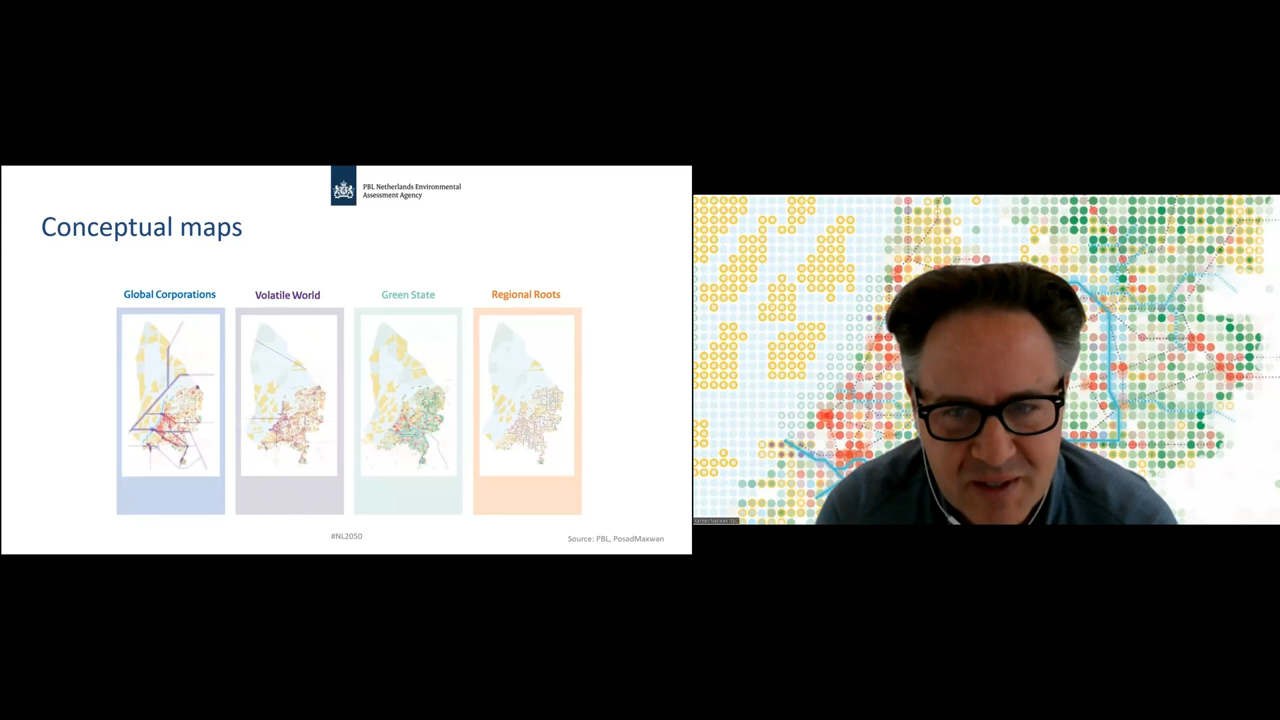 PBL Netherlands Environmental
Assessment Agency
Conceptual maps
Global Corporations
Volatile World
Green State
Regional Roots
#NL2050
Source: PBL, PosadMaxwan